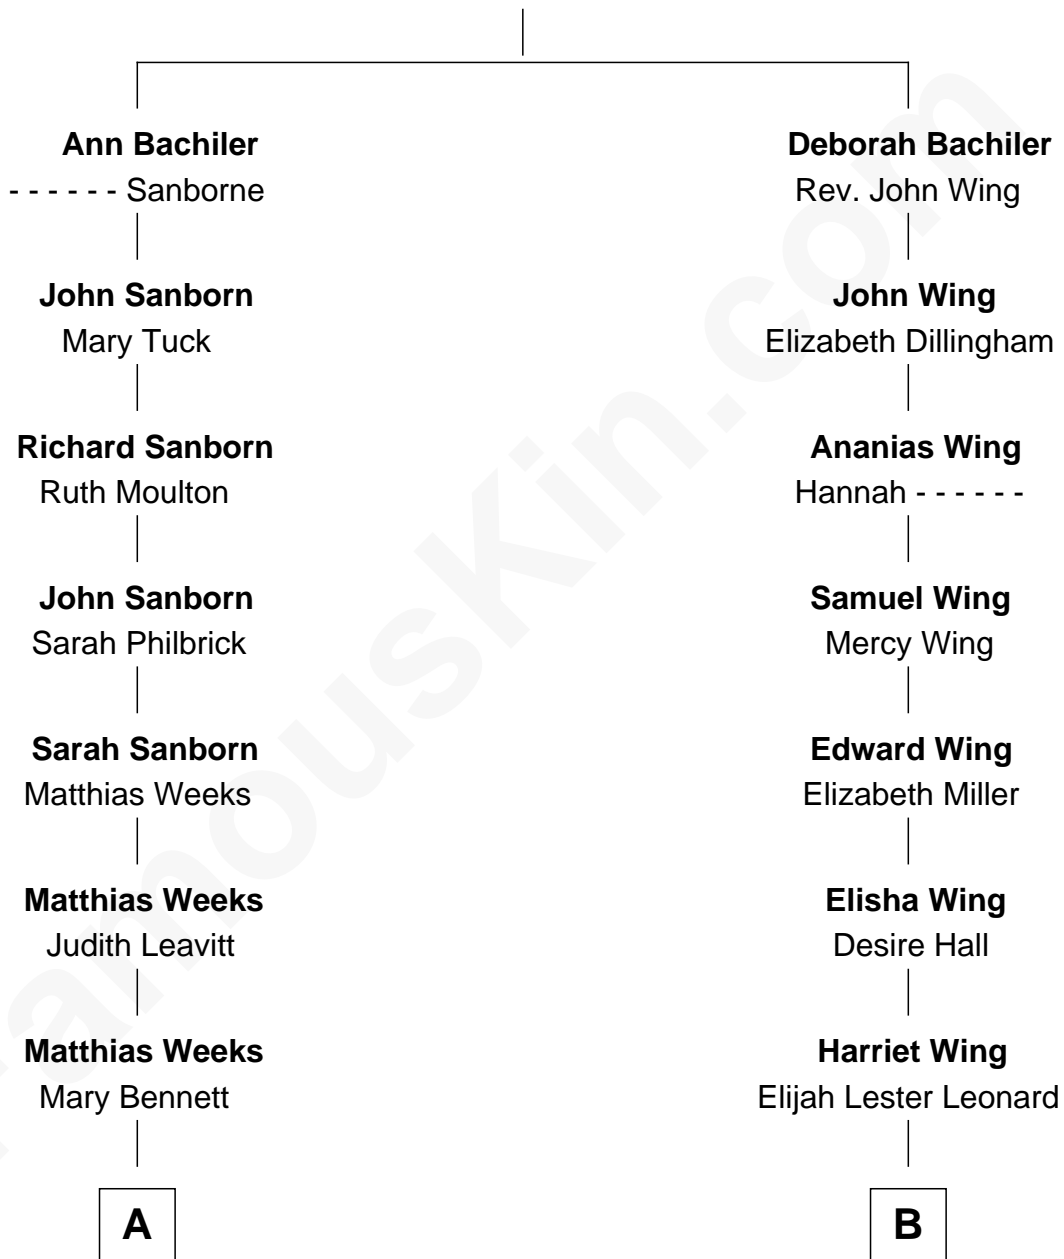 Ann Bachiler
- - - - - - Sanborne
John Sanborn
Mary Tuck
Richard Sanborn
Ruth Moulton
John Sanborn
Sarah Philbrick
Sarah Sanborn
Matthias Weeks
Matthias Weeks
Judith Leavitt
Matthias Weeks
Mary Bennett
A
Deborah Bachiler
Rev. John Wing
John Wing
Elizabeth Dillingham
Ananias Wing
Hannah - - - - - -
Samuel Wing
Mercy Wing
Edward Wing
Elizabeth Miller
Elisha Wing
Desire Hall
Harriet Wing
Elijah Lester Leonard
B
FamousKin.com